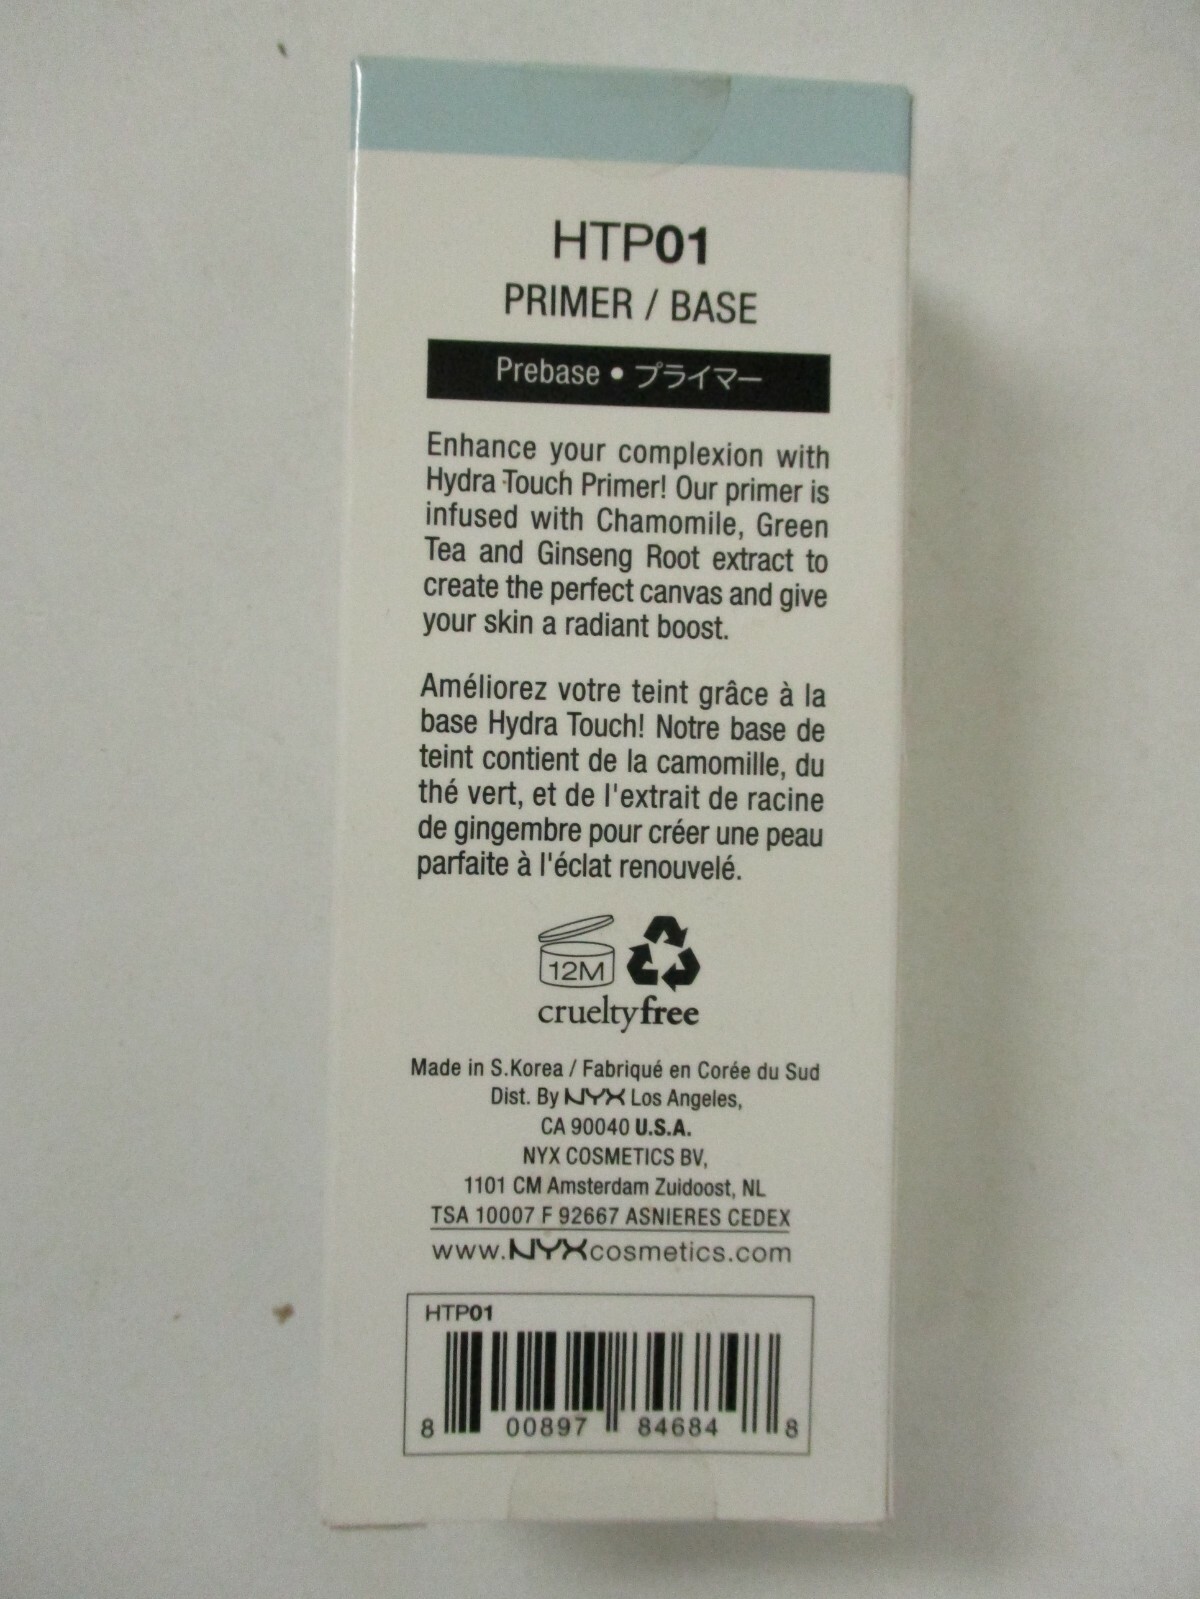 HTP01
PRIMER / BASE
Prebase • プライマー
Enhance your complexion with
Hydra Touch Primer! Our primer is
infused with Chamomile, Green
Tea and Ginseng Root extract to
create the perfect canvas and give
your skin a radiant boost.
Améliorez votre teint grâce à la
base Hydra Touch! Notre base de
teint contient de la camomille, du
thé vert, et de l'extrait de racine
de gingembre pour créer une peau
parfaite à l'éclat renouvelé.
12M
crueltyfree
Made in S.Korea / Fabriqué en Corée du Sud
Dist. By NYX Los Angeles,
CA 90040 U.S.A.
NYX COSMETICS BV,
1101 CM Amsterdam Zuidoost, NL
TSA 10007 F 92667 ASNIERES CEDEX
www.NYXcosmetics.com
HTP01
8 00897 84684 8